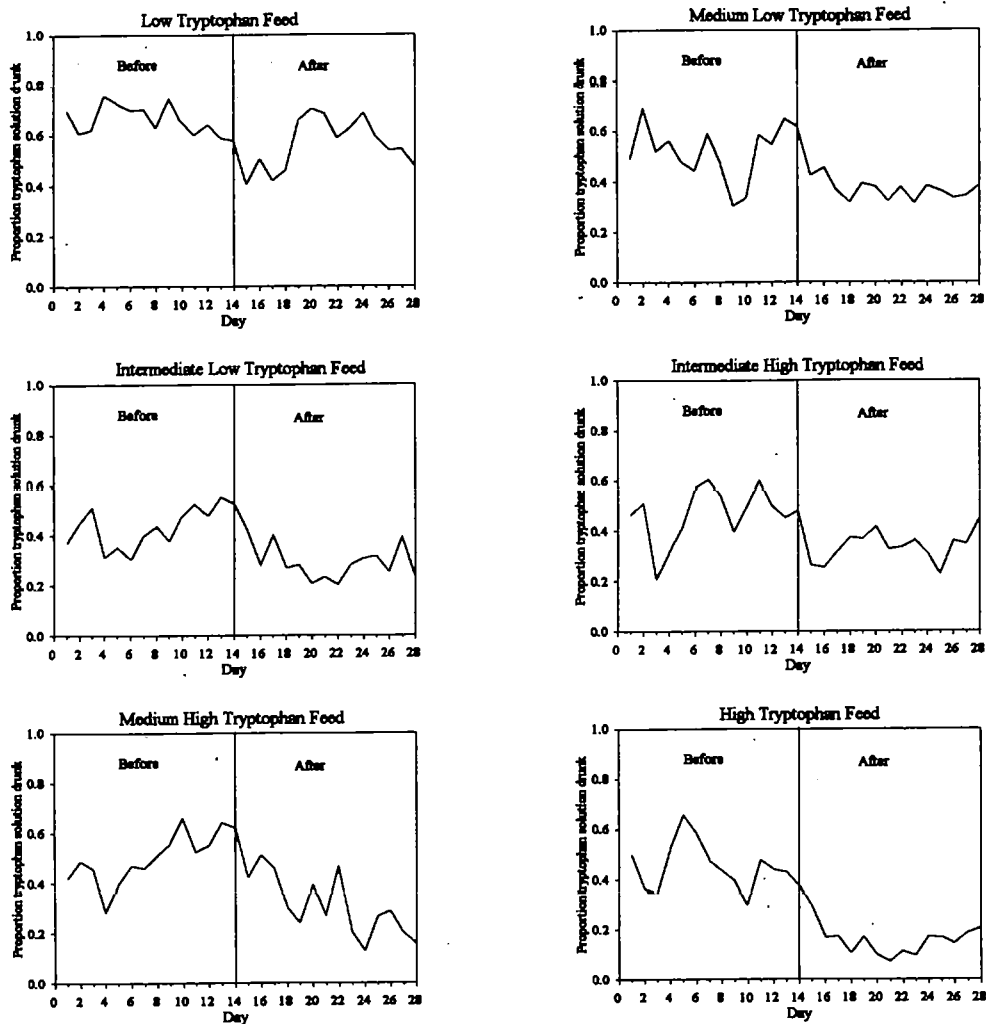 Low Tryptophan Feed
1.0
Before
After
0.8
0.6
0.4
0.2
0.0
Proportion tryptophan solution drunk
0 2 4 6 8 10 12 14 16 18 20 22 24 26 28
Day
Medium Low Tryptophan Feed
1.0
Before
After
0.8
0.6
0.4
0.2
0.0
Proportion tryptophan solution drunk
0 2 4 6 8 10 12 14 16 18 20 22 24 26 28
Day
Intermediate Low Tryptophan Feed
1.0
Before
After
0.8
0.6
0.4
0.2
0.0
Proportion tryptophan solution drunk
0 2 4 6 8 10 12 14 16 18 20 22 24 26 28
Day
Intermediate High Tryptophan Feed
1.0
Before
After
0.8
0.6
0.4
0.2
0.0
Proportion tryptophan solution drunk
0 2 4 6 8 10 12 14 16 18 20 22 24 26 28
Day
Medium High Tryptophan Feed
1.0
Before
After
0.8
0.6
0.4
0.2
0.0
Proportion tryptophan solution drunk
0 2 4 6 8 10 12 14 16 18 20 22 24 26 28
Day
High Tryptophan Feed
1.0
Before
After
0.8
0.6
0.4
0.2
0.0
Proportion tryptophan solution drunk
0 2 4 6 8 10 12 14 16 18 20 22 24 26 28
Day